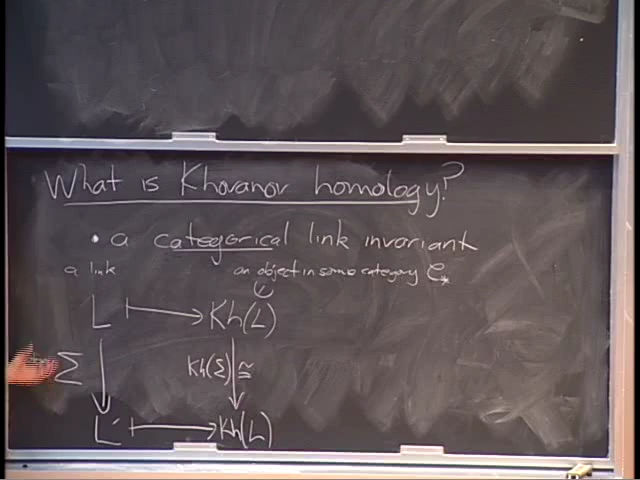 What is Khovanov homology?
• a categorical link invariant
a link an object in some category C
L ⟼ Kh(L)
Σ Kh(Σ) ≅
L' ⟼ Kh(L)